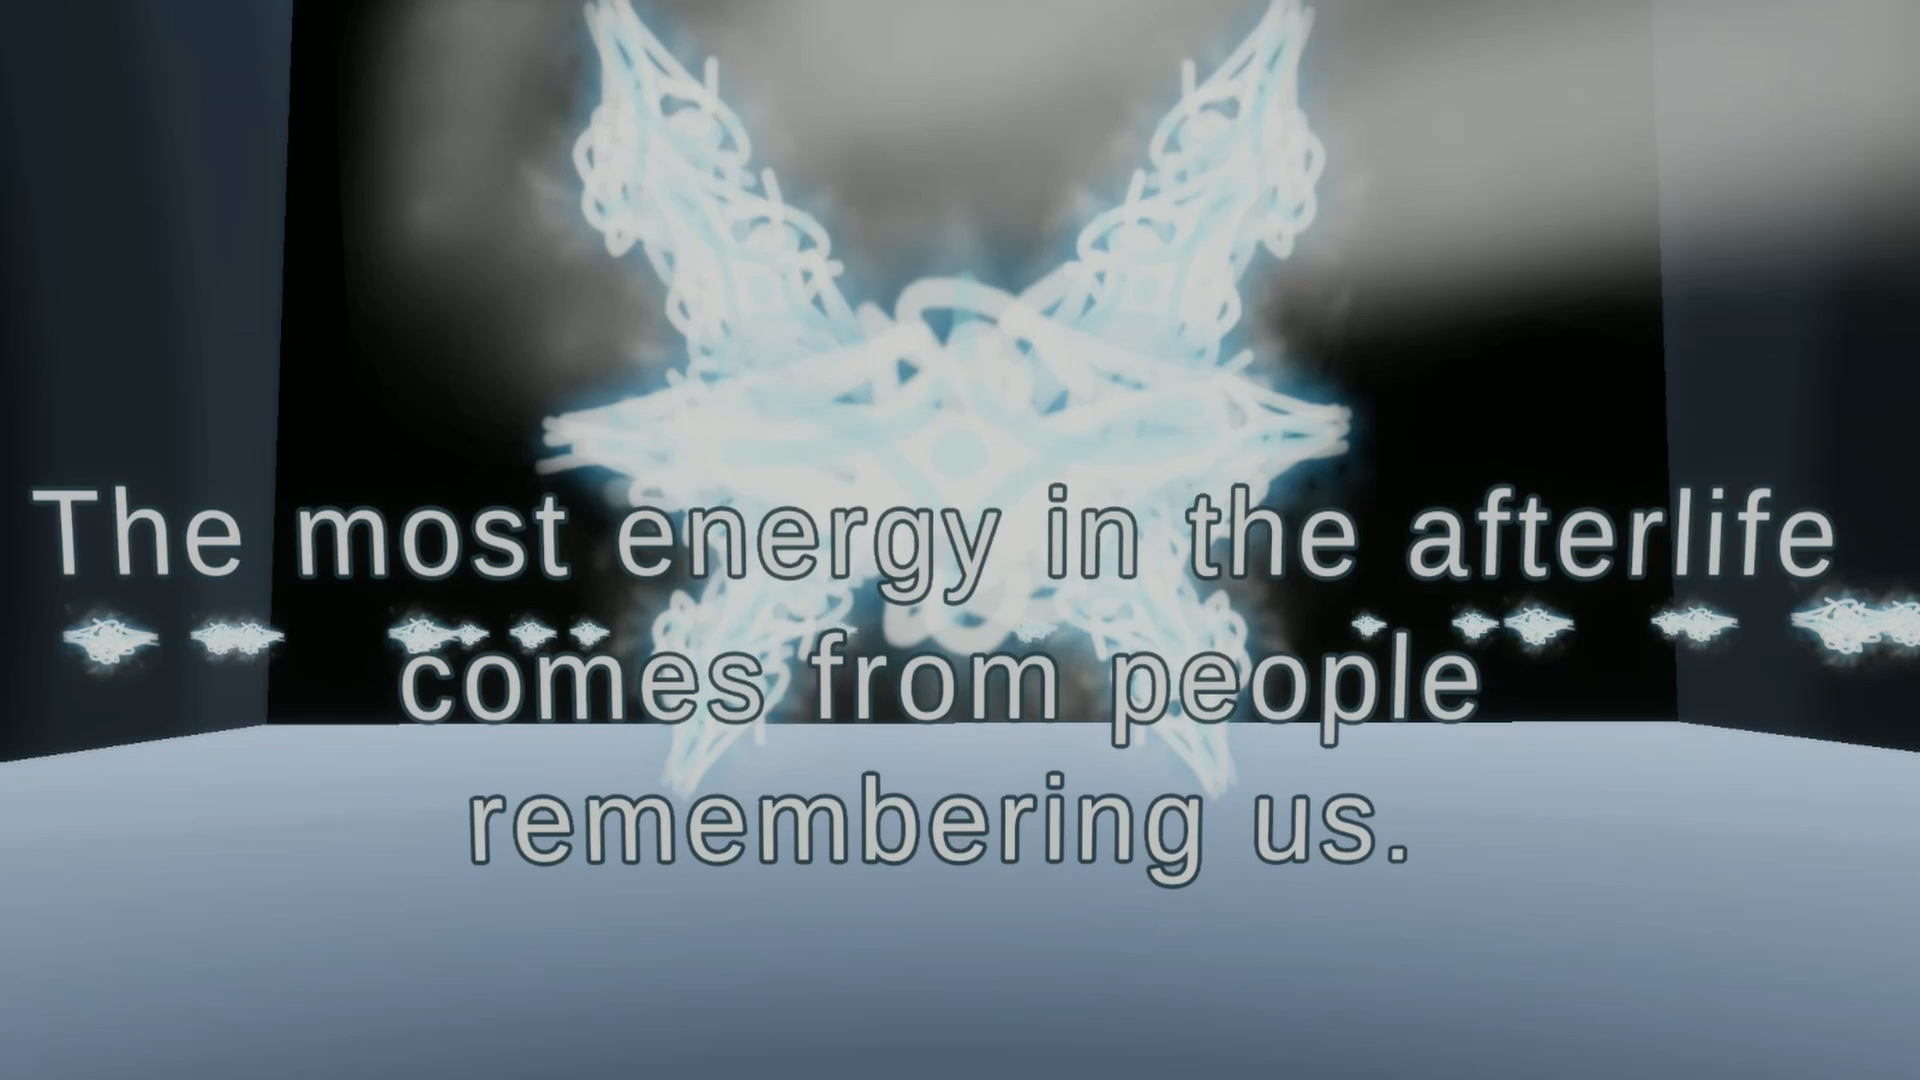 The most energy in the afterlife
comes from people
remembering us.